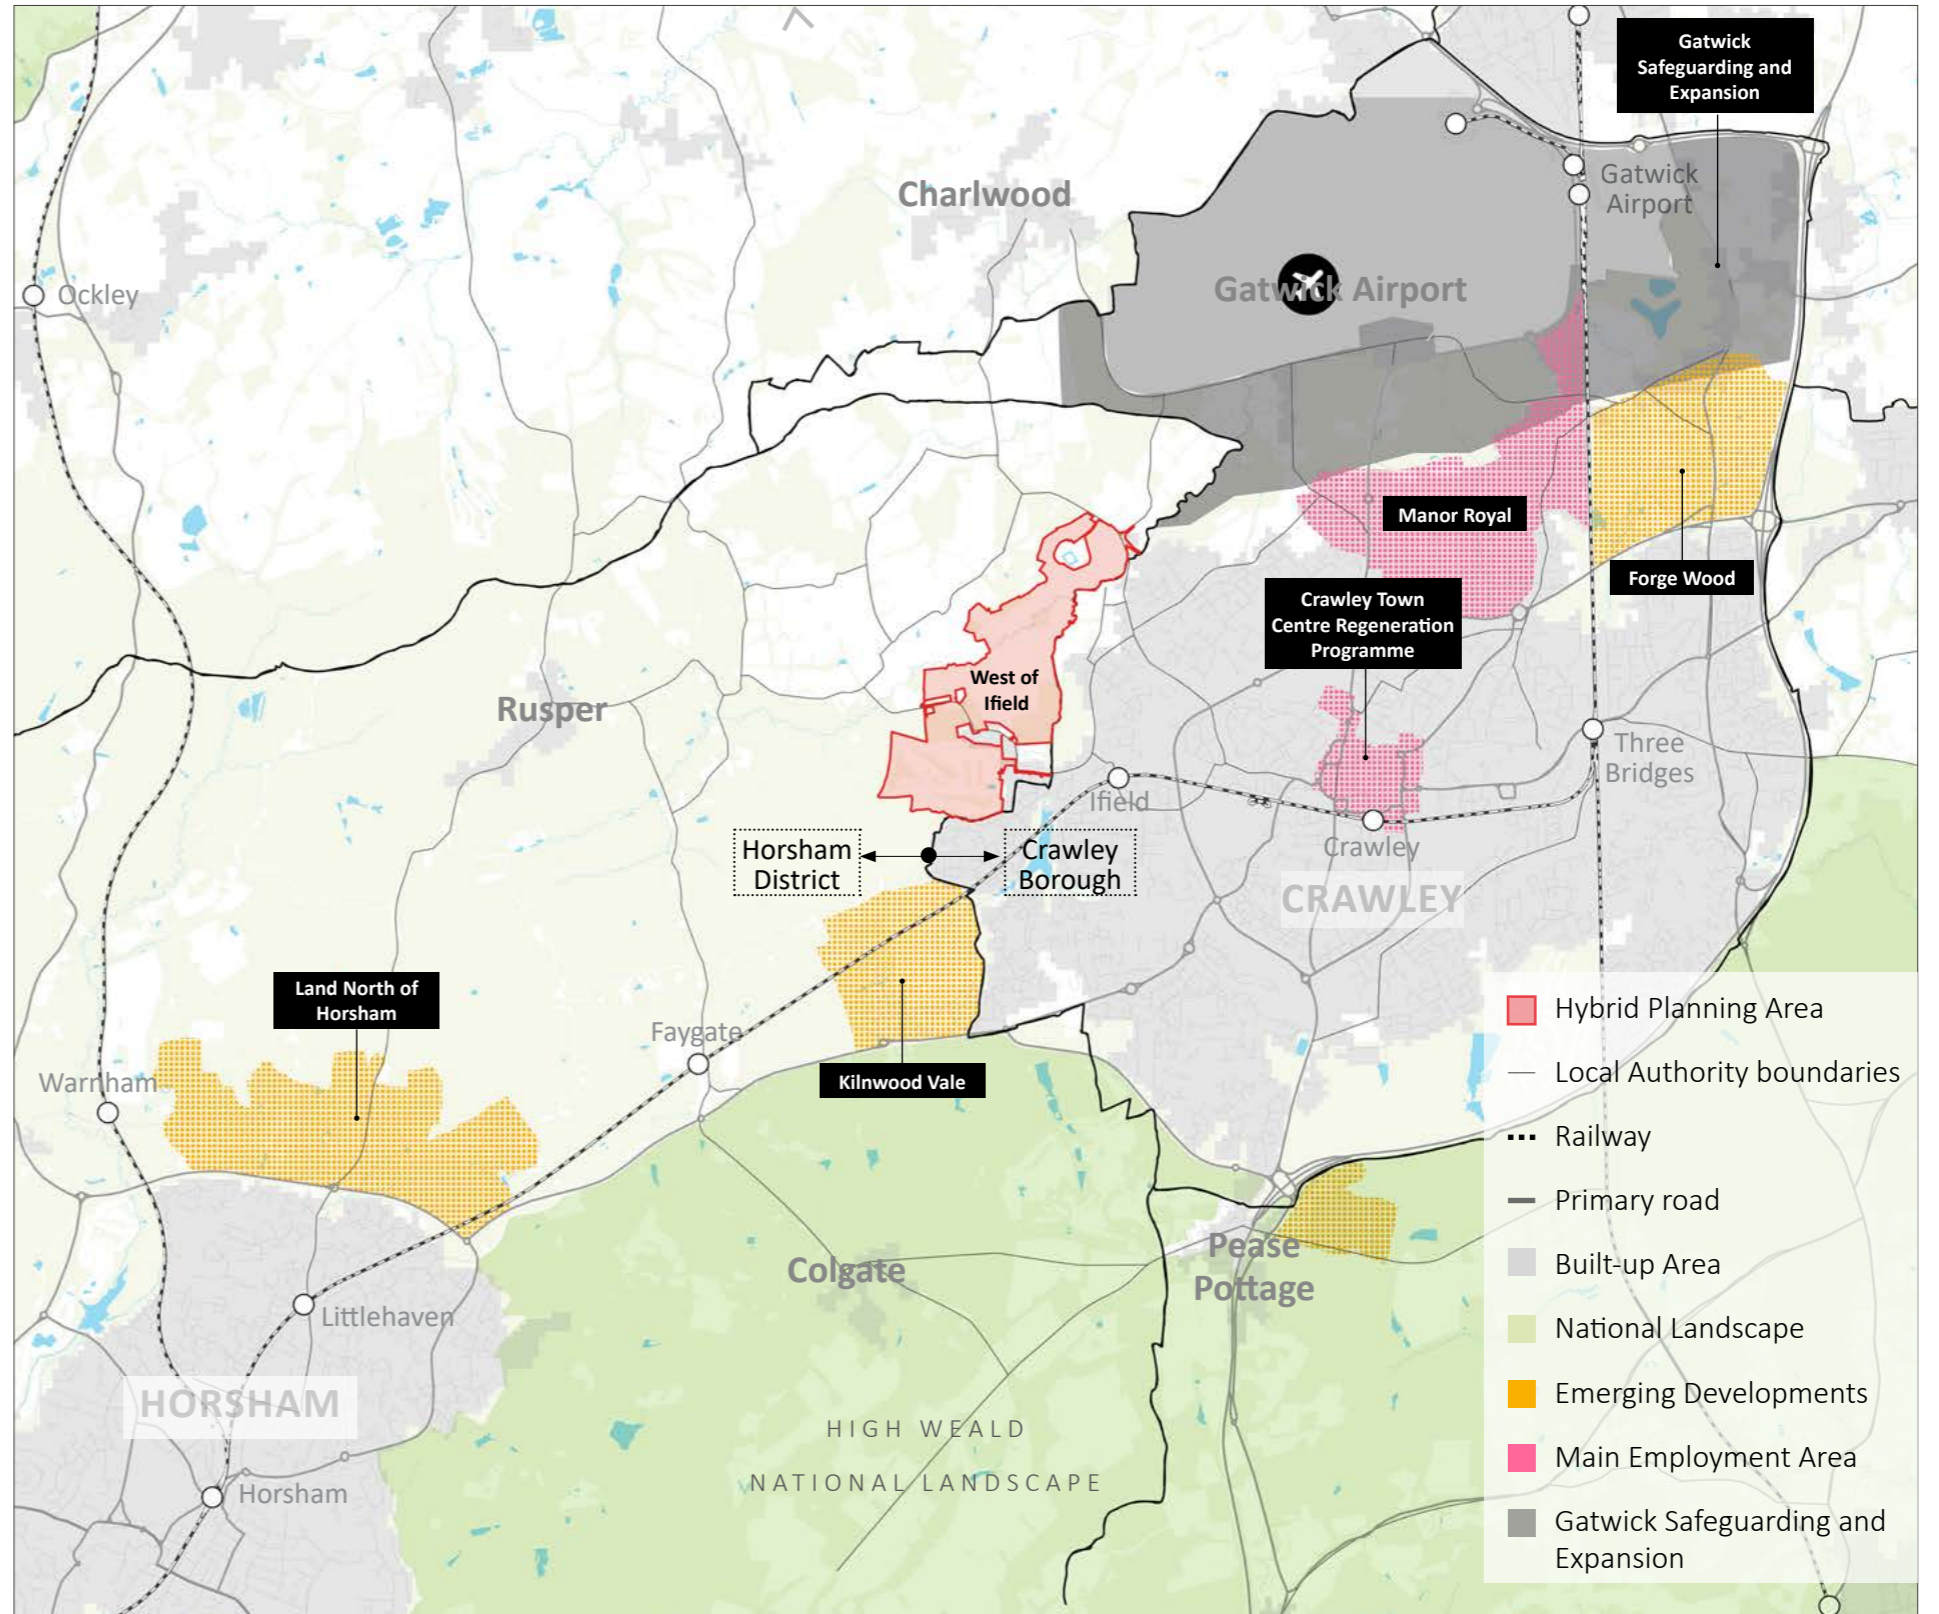 Gatwick
Safeguarding and
Expansion
Gatwick
Airport
Charlwood
Gatwick Airport
Ockley
Manor Royal
Forge Wood
Crawley Town
Centre Regeneration
Programme
West of
Ifield
Rusper
Three
Bridges
Ifield
Crawley
Horsham
District
Crawley
Borough
CRAWLEY
Land North of
Horsham
Faygate
Warnham
Kilnwood Vale
Pease
Pottage
Colgate
Littlehaven
HORSHAM
HIGH WEALD
NATIONAL LANDSCAPE
Horsham
Hybrid Planning Area
Local Authority boundaries
Railway
Primary road
Built-up Area
National Landscape
Emerging Developments
Main Employment Area
Gatwick Safeguarding and
Expansion